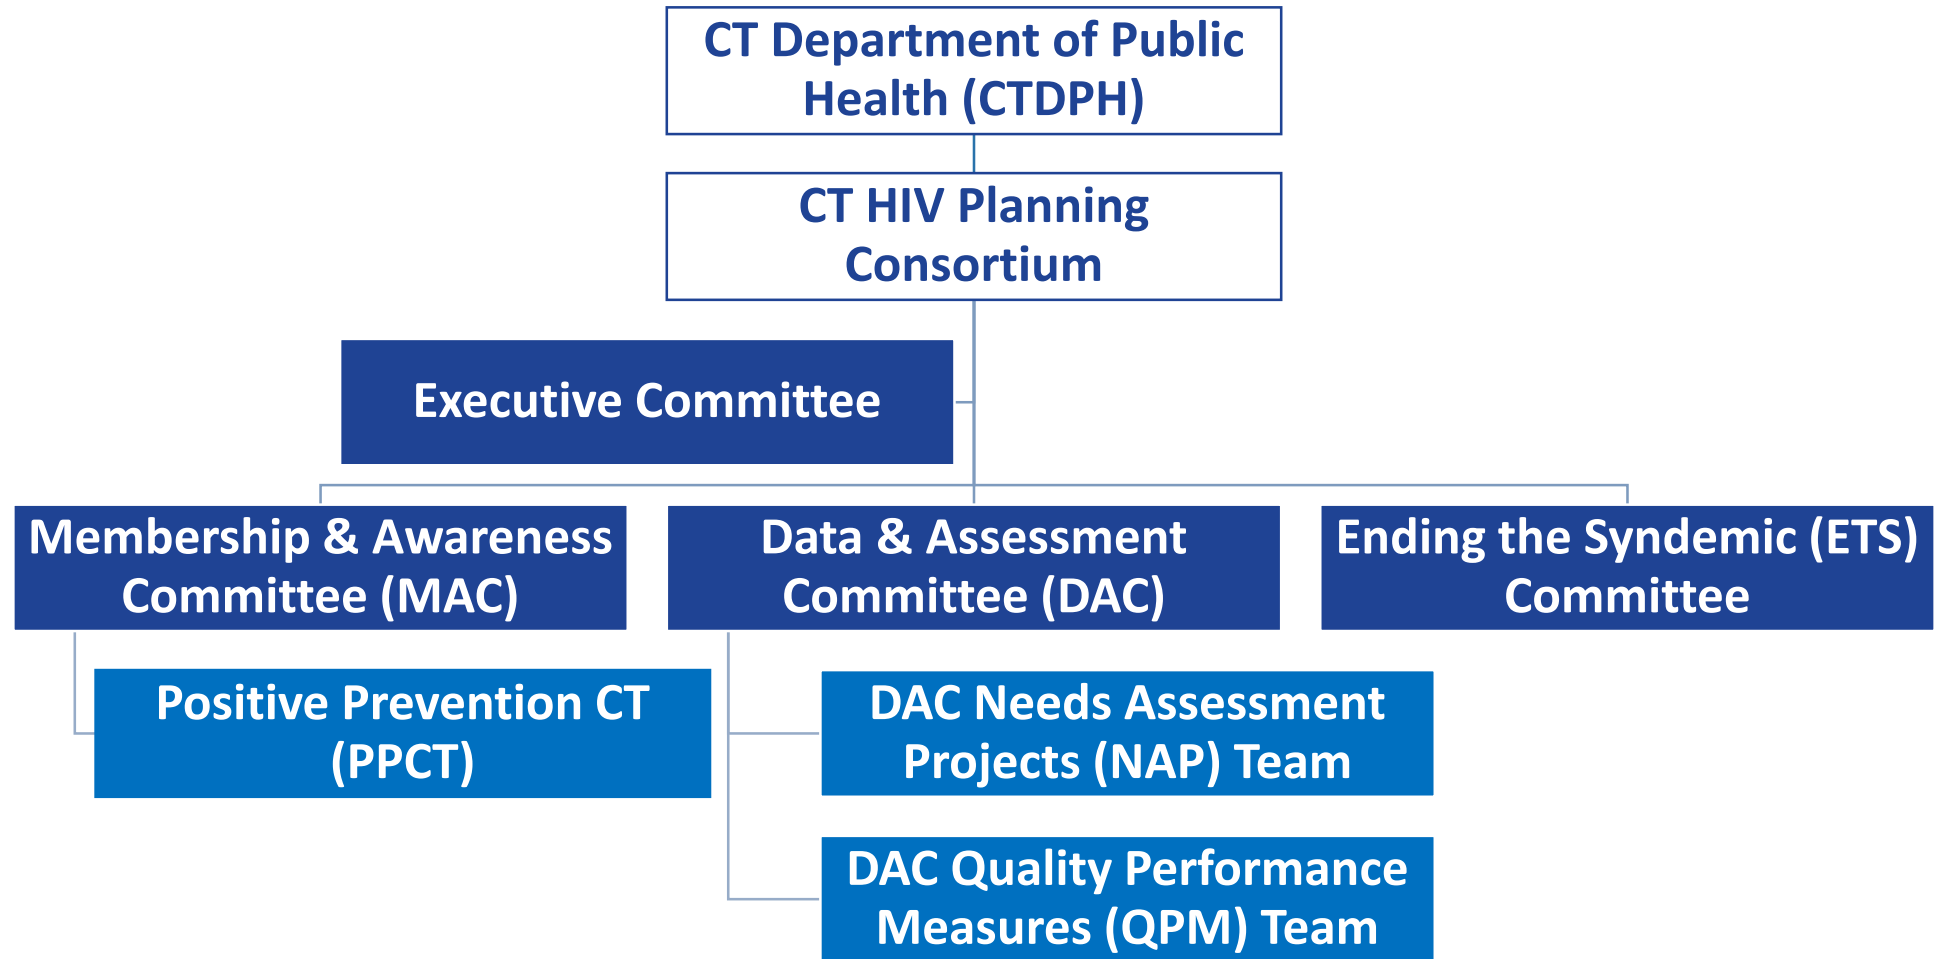 CT Department of Public
Health (CTDPH)
CT HIV Planning
Consortium
Executive Committee
Membership & Awareness
Committee (MAC)
Data & Assessment
Committee (DAC)
Ending the Syndemic (ETS)
Committee
Positive Prevention CT
(PPCT)
DAC Needs Assessment
Projects (NAP) Team
DAC Quality Performance
Measures (QPM) Team